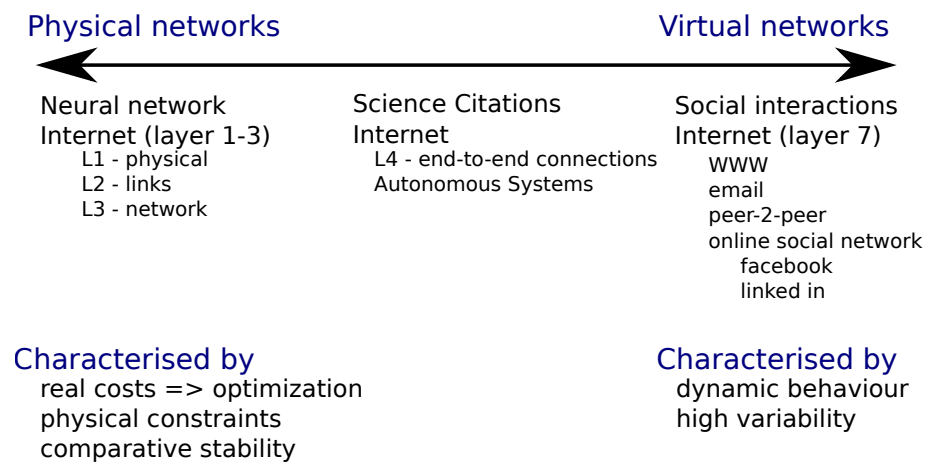 Physical networks
Virtual networks
Neural network
Internet (layer 1-3)
L1 - physical
L2 - links
L3 - network
Science Citations
Internet
L4 - end-to-end connections
Autonomous Systems
Social interactions
Internet (layer 7)
WWW
email
peer-2-peer
online social network
facebook
linked in
Characterised by
real costs => optimization
physical constraints
comparative stability
Characterised by
dynamic behaviour
high variability